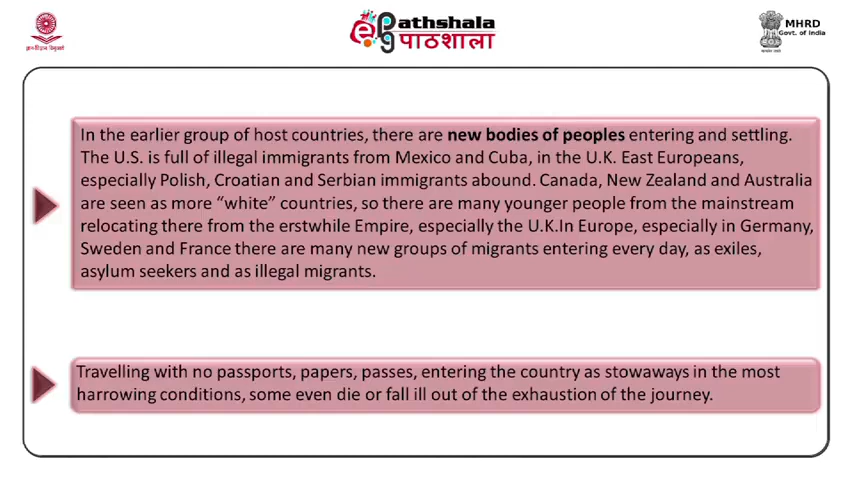 ePathshala
पाठशाला
MHRD
Govt. of India
In the earlier group of host countries, there are new bodies of peoples entering and settling.
The U.S. is full of illegal immigrants from Mexico and Cuba, in the U.K. East Europeans,
especially Polish, Croatian and Serbian immigrants abound. Canada, New Zealand and Australia
are seen as more “white” countries, so there are many younger people from the mainstream
relocating there from the erstwhile Empire, especially the U.K.In Europe, especially in Germany,
Sweden and France there are many new groups of migrants entering every day, as exiles,
asylum seekers and as illegal migrants.
Travelling with no passports, papers, passes, entering the country as stowaways in the most
harrowing conditions, some even die or fall ill out of the exhaustion of the journey.